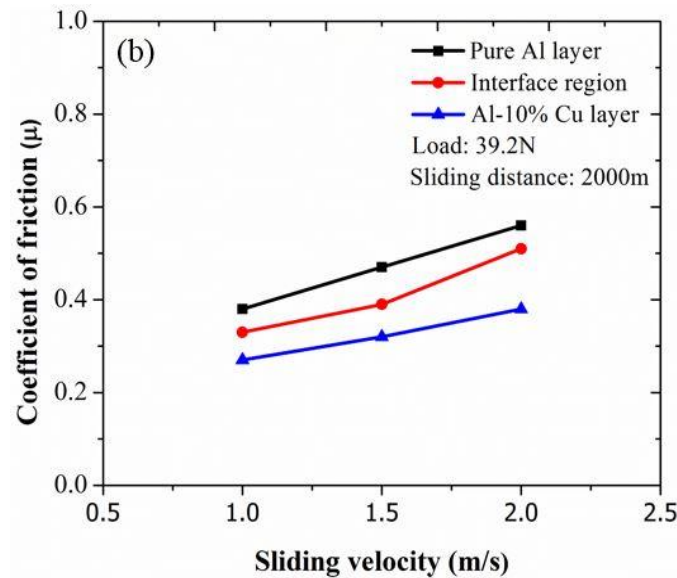 (b)
Pure Al layer
Interface region
Al-10% Cu layer
Load: 39.2N
Sliding distance: 2000m
Coefficient of friction (μ)
1.0
0.8
0.6
0.4
0.2
0.0
0.5
1.0
1.5
2.0
2.5
Sliding velocity (m/s)